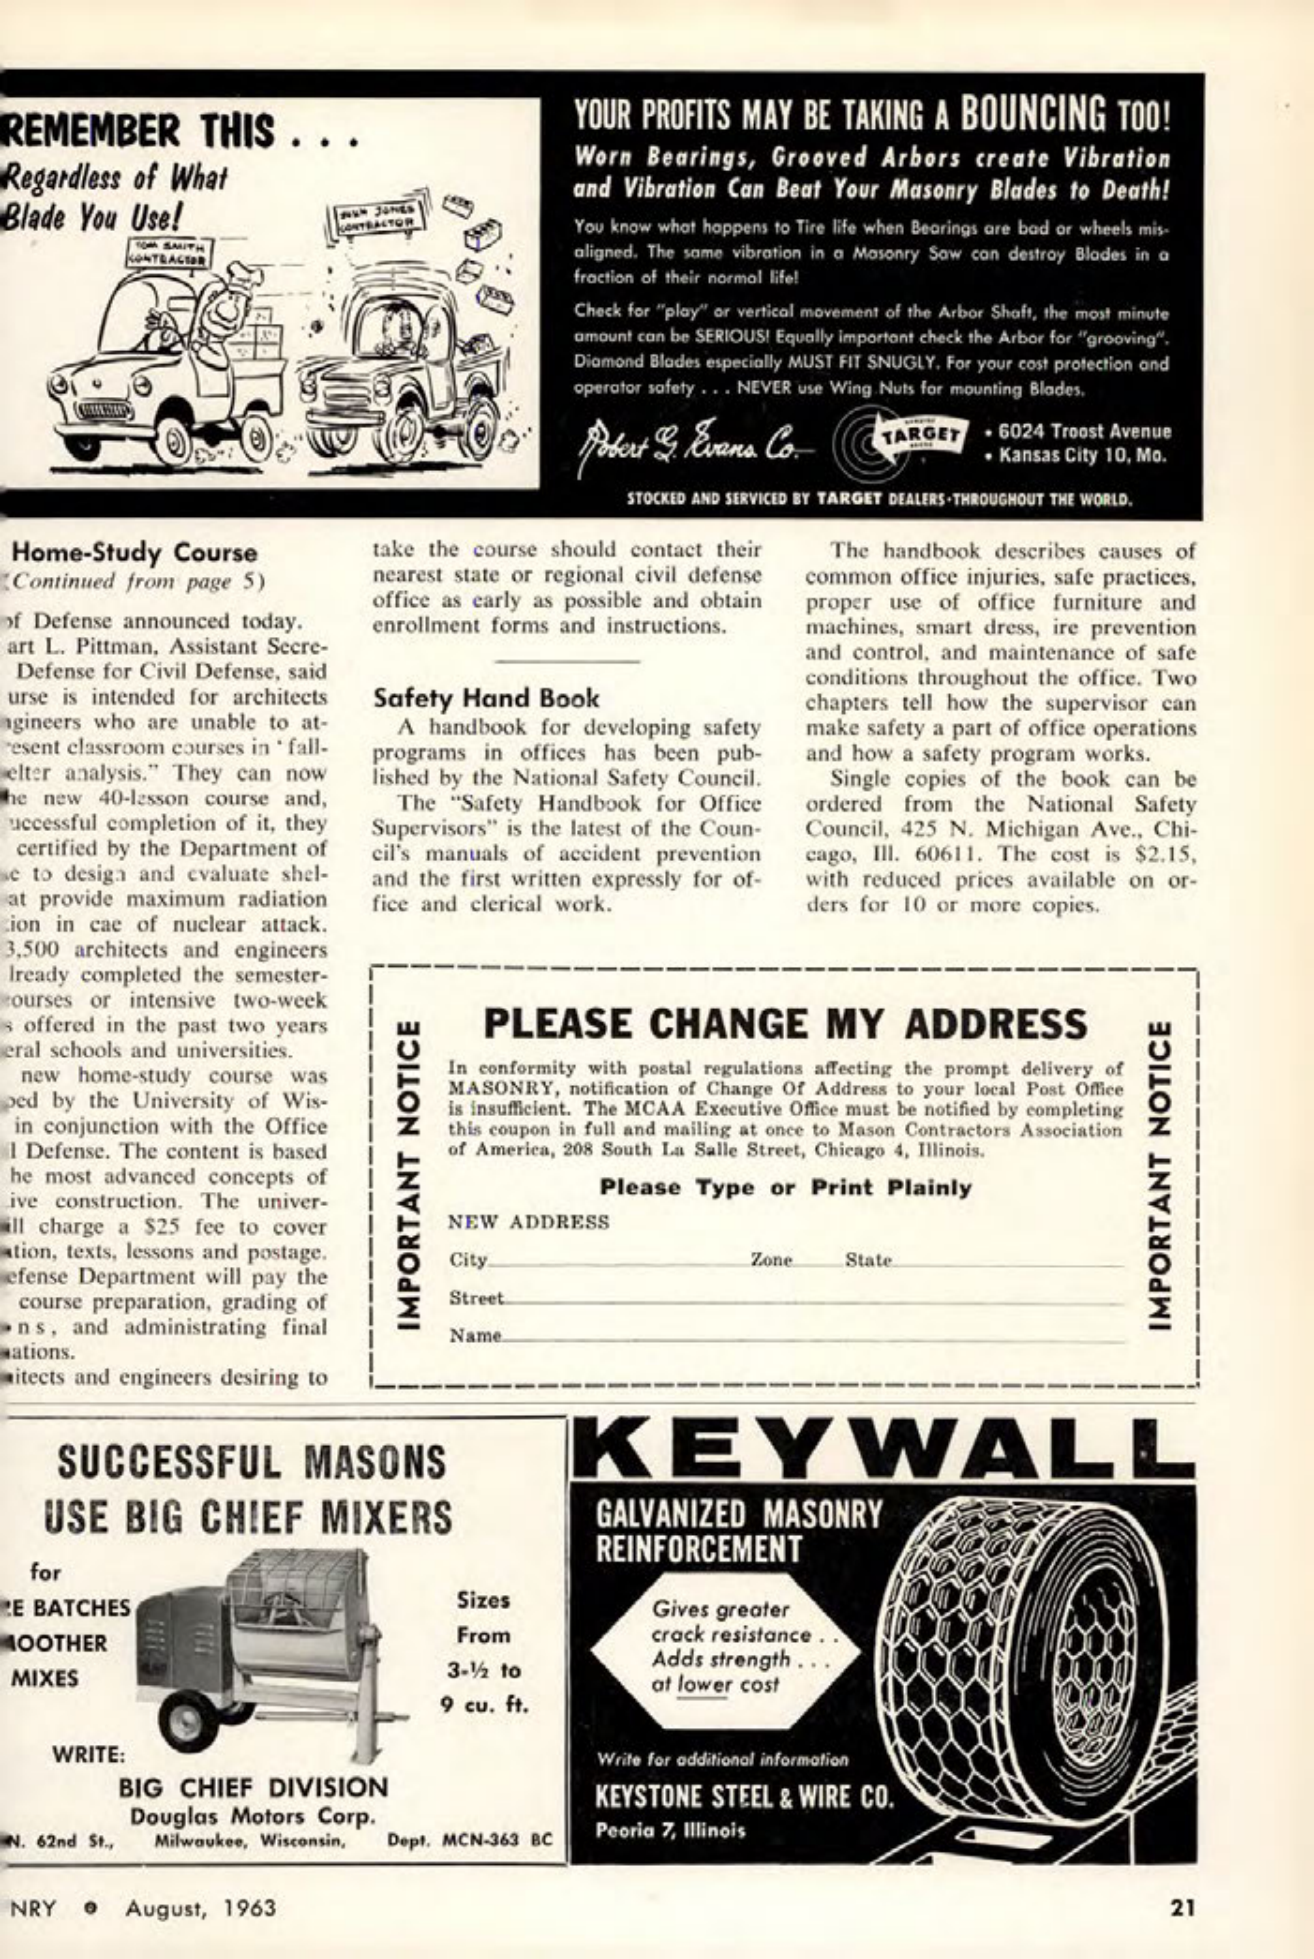 REMEMBER THIS . . .
Regardless of What
Blade You Use!
TOM SMITH
CONTRACTOR
JONES
CONTRACTOR
YOUR PROFITS MAY BE TAKING A BOUNCING TOO!
Worn Bearings, Grooved Arbors create Vibration
and Vibration Can Beat Your Masonry Blades to Death!
You know what happens to Tire life when Bearings are bad or wheels mis-
aligned. The same vibration in a Masonry Saw can destroy Blades in a
fraction of their normal life!
Check for "play" or vertical movement of the Arbor Shaft, the most minute
amount can be SERIOUS! Equally important check the Arbor for "grooving".
Diamond Blades especially MUST FIT SNUGLY. For your cost protection and
operator safety . . . NEVER use Wing Nuts for mounting Blades.
Robert G. Evans Co.
TARGET
• 6024 Troost Avenue
• Kansas City 10, Mo.
STOCKED AND SERVICED BY TARGET DEALERS·THROUGHOUT THE WORLD.
Home-Study Course
(Continued from page 5)
of Defense announced today.
art L. Pittman, Assistant Secre-
Defense for Civil Defense, said
urse is intended for architects
ngineers who are unable to at-
resent classroom courses in ' fall-
elter analysis." They can now
he new 40-lesson course and,
uccessful completion of it, they
certified by the Department of
se to design and evaluate shel-
at provide maximum radiation
tion in cae of nuclear attack.
3,500 architects and engineers
lready completed the semester-
courses or intensive two-week
s offered in the past two years
eral schools and universities.
new home-study course was
ped by the University of Wis-
in conjunction with the Office
l Defense. The content is based
he most advanced concepts of
ive construction. The univer-
ill charge a $25 fee to cover
ation, texts, lessons and postage.
efense Department will pay the
course preparation, grading of
ns, and administrating final
ations.
itects and engineers desiring to
take the course should contact their
nearest state or regional civil defense
office as early as possible and obtain
enrollment forms and instructions.
Safety Hand Book
A handbook for developing safety
programs in offices has been pub-
lished by the National Safety Council.
The "Safety Handbook for Office
Supervisors" is the latest of the Coun-
cil's manuals of accident prevention
and the first written expressly for of-
fice and clerical work.
The handbook describes causes of
common office injuries, safe practices,
proper use of office furniture and
machines, smart dress, ire prevention
and control, and maintenance of safe
conditions throughout the office. Two
chapters tell how the supervisor can
make safety a part of office operations
and how a safety program works.
Single copies of the book can be
ordered from the National Safety
Council, 425 N. Michigan Ave., Chi-
cago, Ill. 60611. The cost is $2.15,
with reduced prices available on or-
ders for 10 or more copies.
IMPORTANT NOTICE
PLEASE CHANGE MY ADDRESS
In conformity with postal regulations affecting the prompt delivery of
MASONRY, notification of Change Of Address to your local Post Office
is insufficient. The MCAA Executive Office must be notified by completing
this coupon in full and mailing at once to Mason Contractors Association
of America, 208 South La Salle Street, Chicago 4, Illinois.
Please Type or Print Plainly
NEW ADDRESS
City Zone State
Street
Name
IMPORTANT NOTICE
SUCCESSFUL MASONS
USE BIG CHIEF MIXERS
for
E BATCHES
MOOTHER
MIXES
Sizes
From
3-½ to
9 cu. ft.
WRITE:
BIG CHIEF DIVISION
Douglas Motors Corp.
N. 62nd St., Milwaukee, Wisconsin, Dept. MCN-363 BC
KEYWALL
GALVANIZED MASONRY
REINFORCEMENT
Gives greater
crack resistance . .
Adds strength . . .
at lower cost
Write for additional information
KEYSTONE STEEL & WIRE CO.
Peoria 7, Illinois
NRY • August, 1963
21